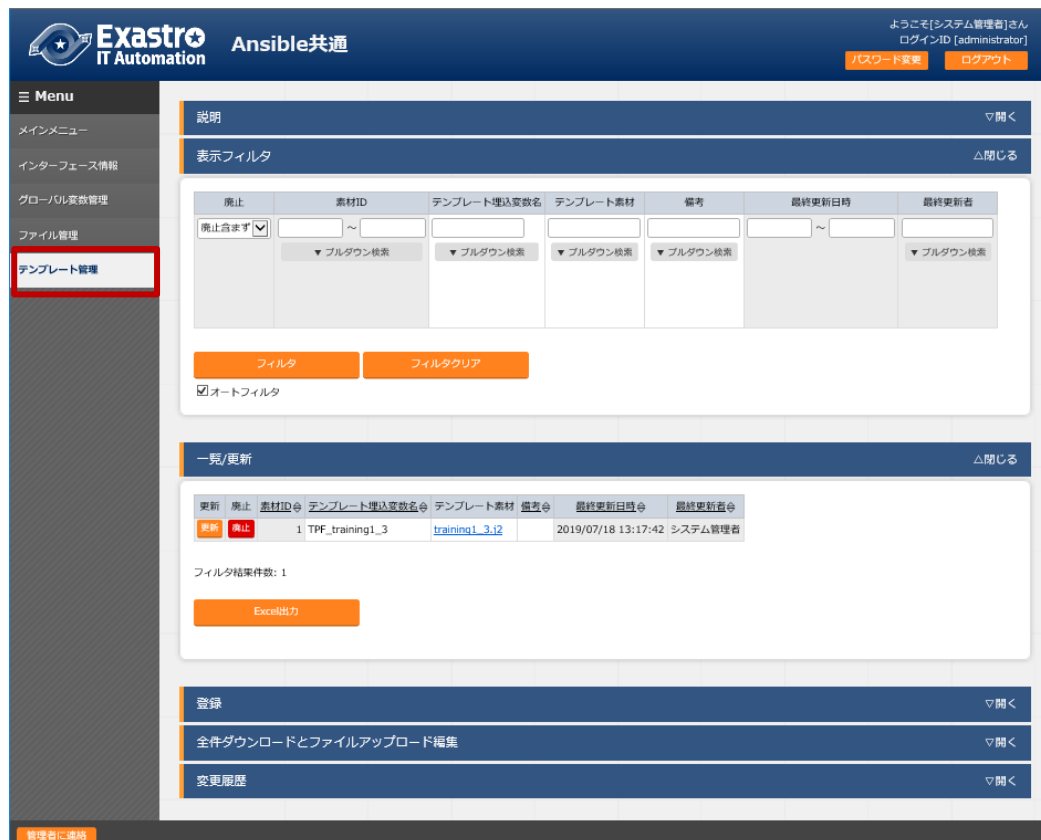 Exastro
IT Automation
Ansible共通
ようこそ[システム管理者]さん
ログインID [administrator]
パスワード変更 ログアウト
☰ Menu
メインメニュー
インターフェース情報
グローバル変数管理
ファイル管理
テンプレート管理
説明 ▽開く
表示フィルタ △閉じる
廃止 素材ID テンプレート埋込変数名 テンプレート素材 備考 最終更新日時 最終更新者
廃止含まず ～ ～
▼ プルダウン検索 ▼ プルダウン検索 ▼ プルダウン検索 ▼ プルダウン検索 ▼ プルダウン検索
フィルタ フィルタクリア
オートフィルタ
一覧/更新 △閉じる
更新 廃止 素材ID テンプレート埋込変数名 テンプレート素材 備考 最終更新日時 最終更新者
更新 廃止 1 TPF_training1_3 training1_3.j2 2019/07/18 13:17:42 システム管理者
フィルタ結果件数: 1
Excel出力
登録 ▽開く
全件ダウンロードとファイルアップロード編集 ▽開く
変更履歴 ▽開く
管理者に連絡